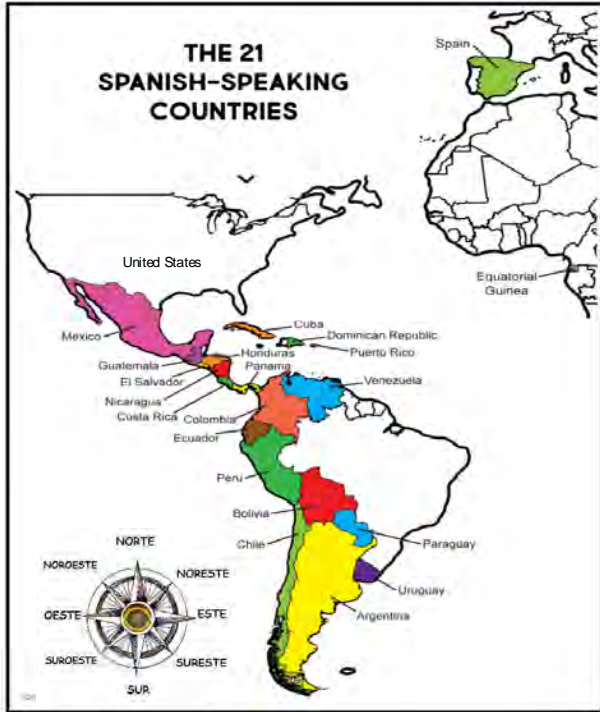 THE 21
SPANISH-SPEAKING
COUNTRIES
Spain
United States
Equatorial
Guinea
Cuba
Mexico
Dominican Republic
Puerto Rico
Honduras
Guatemala
Panama
El Salvador
Venezuela
Nicaragua
Costa Rica
Colombia
Ecuador
Peru
Bolivia
Chile
Paraguay
Uruguay
Argentina
NORTE
NOROESTE
NORESTE
OESTE
ESTE
SUROESTE
SURESTE
SUR